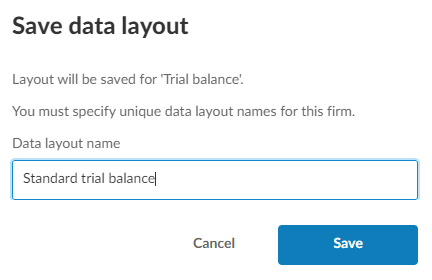 Save data layout
Layout will be saved for 'Trial balance'.
You must specify unique data layout names for this firm.
Data layout name
Standard trial balance
Cancel Save